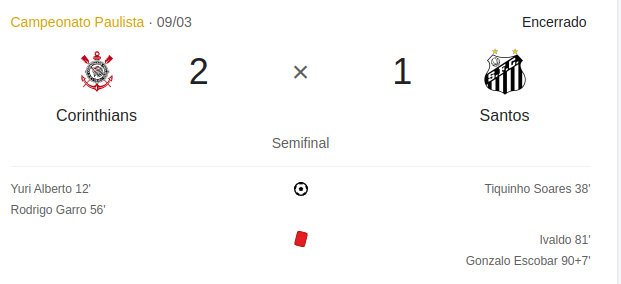 Campeonato Paulista · 09/03
Encerrado
2 × 1
Corinthians
Santos
Semifinal
Yuri Alberto 12'
Tiquinho Soares 38'
Rodrigo Garro 56'
Ivaldo 81'
Gonzalo Escobar 90+7'